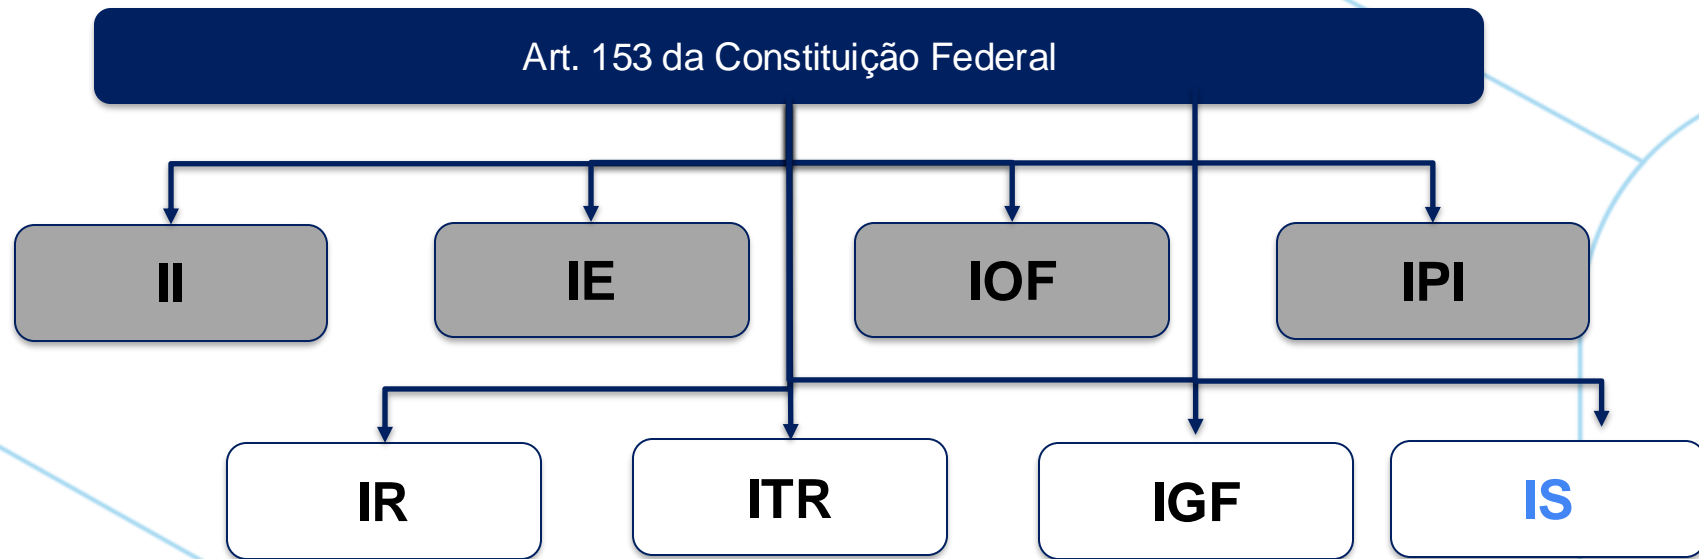 Art. 153 da Constituição Federal
II
IE
IOF
IPI
IR
ITR
IGF
IS